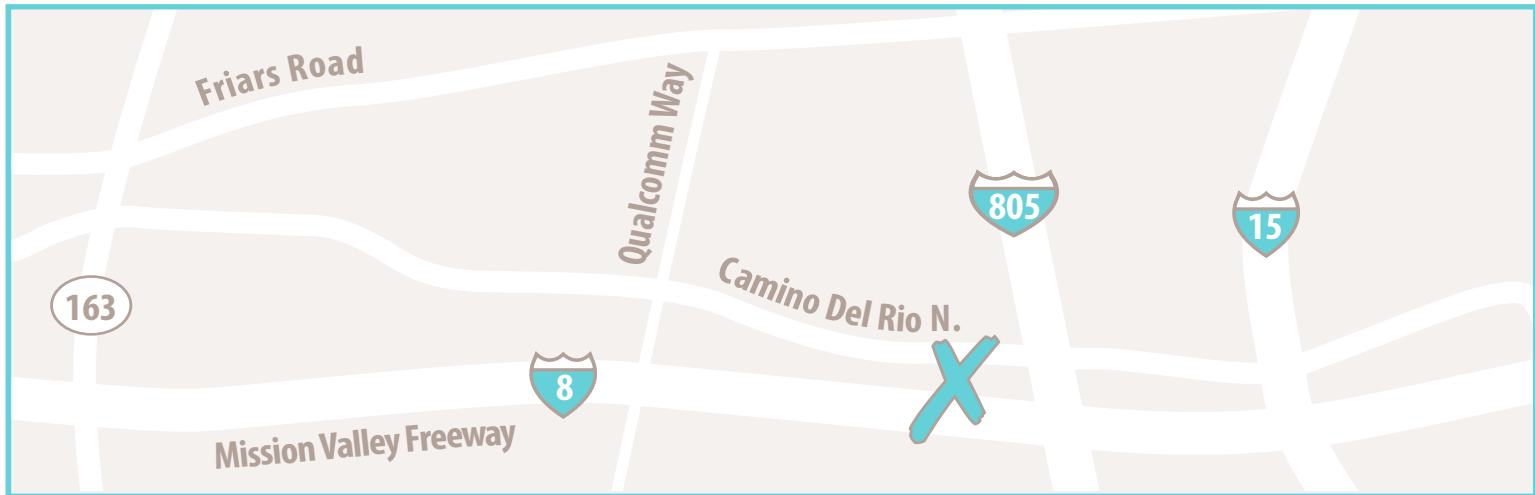 Friars Road
Qualcomm Way
805
15
Camino Del Rio N.
163
8
Mission Valley Freeway